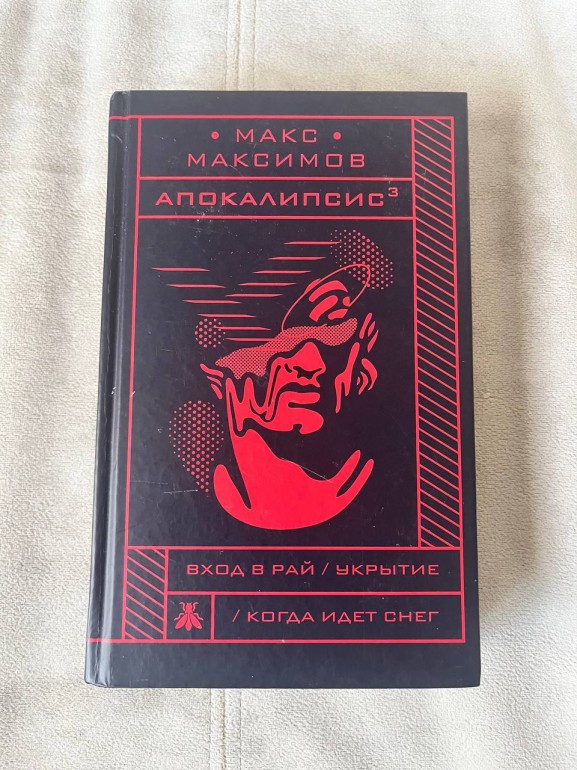 • МАКС •
МАКСИМОВ
АПОКАЛИПСИС³
ВХОД В РАЙ / УКРЫТИЕ
/ КОГДА ИДЕТ СНЕГ